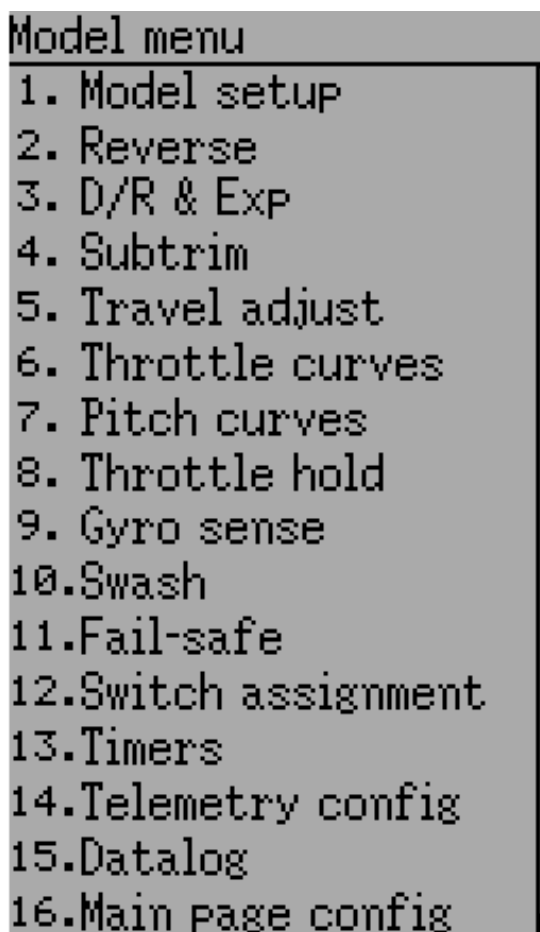 Model menu
1. Model setup
2. Reverse
3. D/R & Exp
4. Subtrim
5. Travel adjust
6. Throttle curves
7. Pitch curves
8. Throttle hold
9. Gyro sense
10.Swash
11.Fail-safe
12.Switch assignment
13.Timers
14.Telemetry config
15.Datalog
16.Main page config